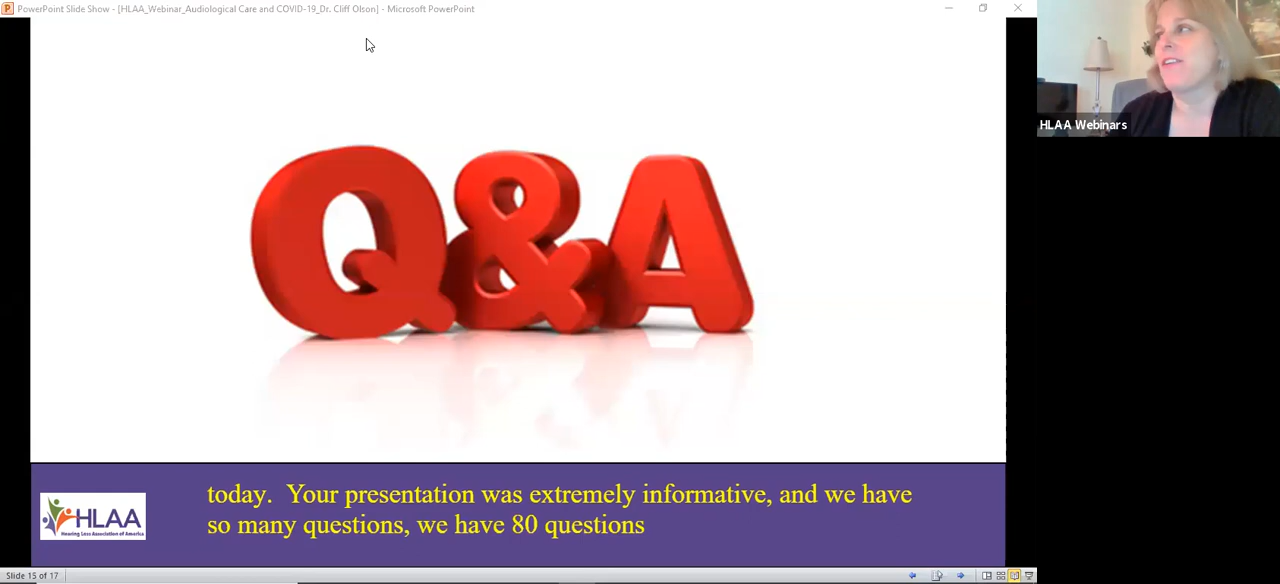 PowerPoint Slide Show - [HLAA_Webinar_Audiological Care and COVID-19_Dr. Cliff Olson] - Microsoft PowerPoint
HLAA Webinars
Q&A
today. Your presentation was extremely informative, and we have
so many questions, we have 80 questions
HLAA
Hearing Loss Association of America
Slide 15 of 17